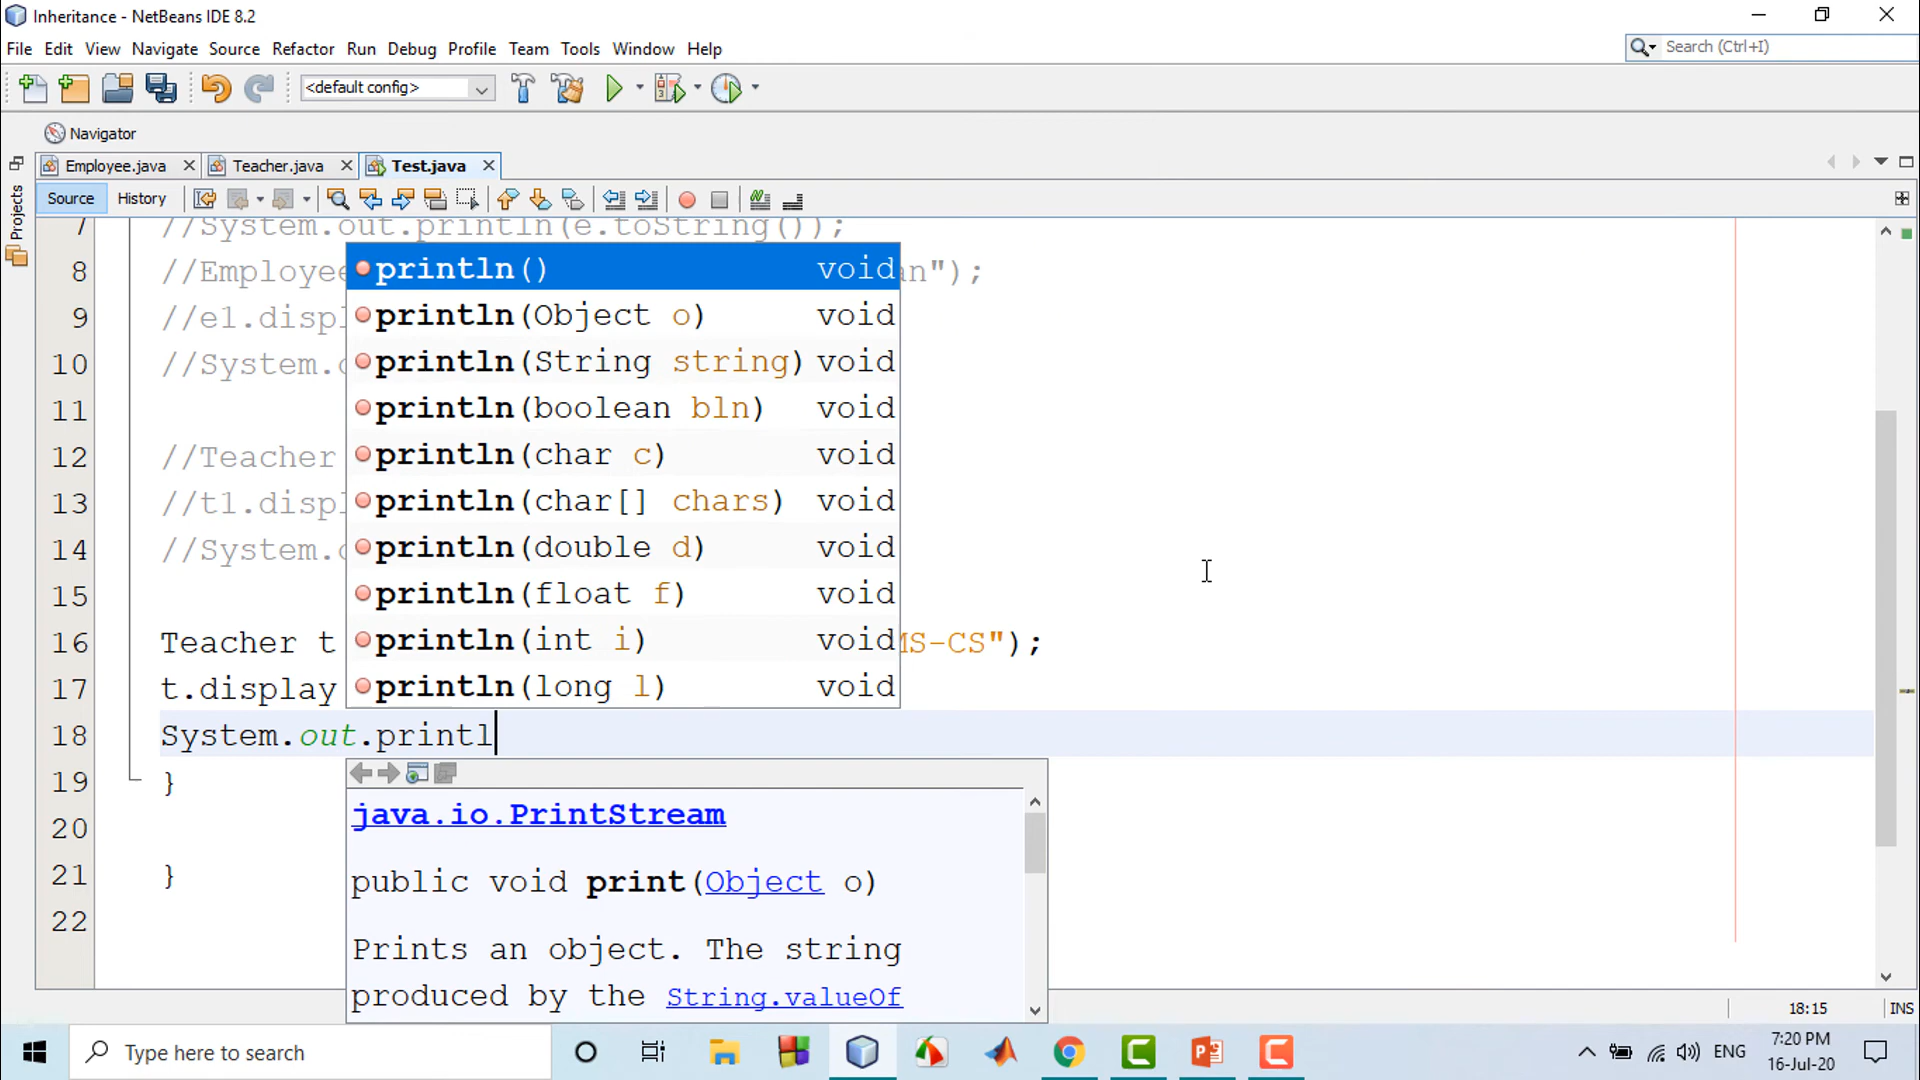 Inheritance - NetBeans IDE 8.2
File Edit View Navigate Source Refactor Run Debug Profile Team Tools Window Help
Search (Ctrl+I)
<default config>
Navigator
Projects
Employee.java Teacher.java Test.java
Source History
7 //System.out.println(e.toString());
8 //Employee an");
9 //e1.displ
10 //System.o
11
12 //Teacher
13 //t1.displ
14 //System.o
15
16 Teacher t MS-CS");
17 t.display
18 System.out.printl
19 }
20
21 }
22
println() void
println(Object o) void
println(String string) void
println(boolean bln) void
println(char c) void
println(char[] chars) void
println(double d) void
println(float f) void
println(int i) void
println(long l) void
java.io.PrintStream
public void print(Object o)
Prints an object. The string
produced by the String.valueOf
18:15 INS
Type here to search
ENG
7:20 PM
16-Jul-20